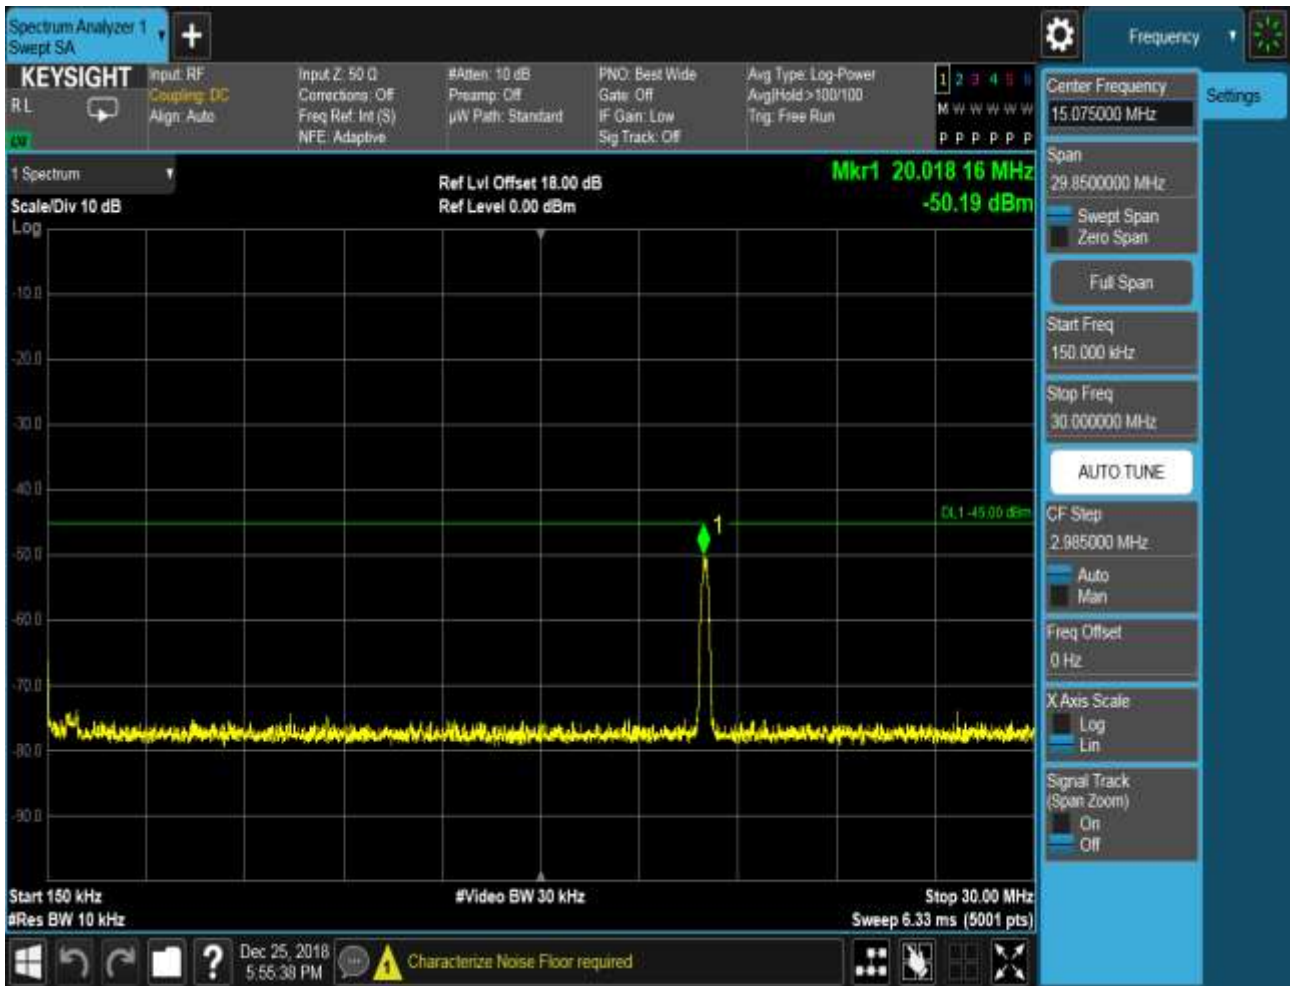 Spectrum Analyzer 1
Swept SA
+
Frequency
KEYSIGHT
R L
Input: RF
Coupling: DC
Align: Auto
Input Z: 50 Ω
Corrections: Off
Freq Ref: Int (S)
NFE: Adaptive
#Atten: 10 dB
Preamp: Off
µW Path: Standard
PNO: Best Wide
Gate: Off
IF Gain: Low
Sig Track: Off
Avg Type: Log-Power
Avg|Hold:>100/100
Trig: Free Run
1 2 3 4 5 6
M W W W W W
P P P P P P
1 Spectrum
Scale/Div 10 dB
Log
Ref Lvl Offset 18.00 dB
Ref Level 0.00 dBm
Mkr1 20.018 16 MHz
-50.19 dBm
-10.0
-20.0
-30.0
-40.0
-50.0
-60.0
-70.0
-80.0
-90.0
DL1 -45.00 dBm
1
Start 150 kHz
#Res BW 10 kHz
#Video BW 30 kHz
Stop 30.00 MHz
Sweep 6.33 ms (5001 pts)
Center Frequency
15.075000 MHz
Settings
Span
29.8500000 MHz
Swept Span
Zero Span
Full Span
Start Freq
150.000 kHz
Stop Freq
30.000000 MHz
AUTO TUNE
CF Step
2.985000 MHz
Auto
Man
Freq Offset
0 Hz
X Axis Scale
Log
Lin
Signal Track
(Span Zoom)
On
Off
?
Dec 25, 2018
5:55:38 PM
Characterize Noise Floor required